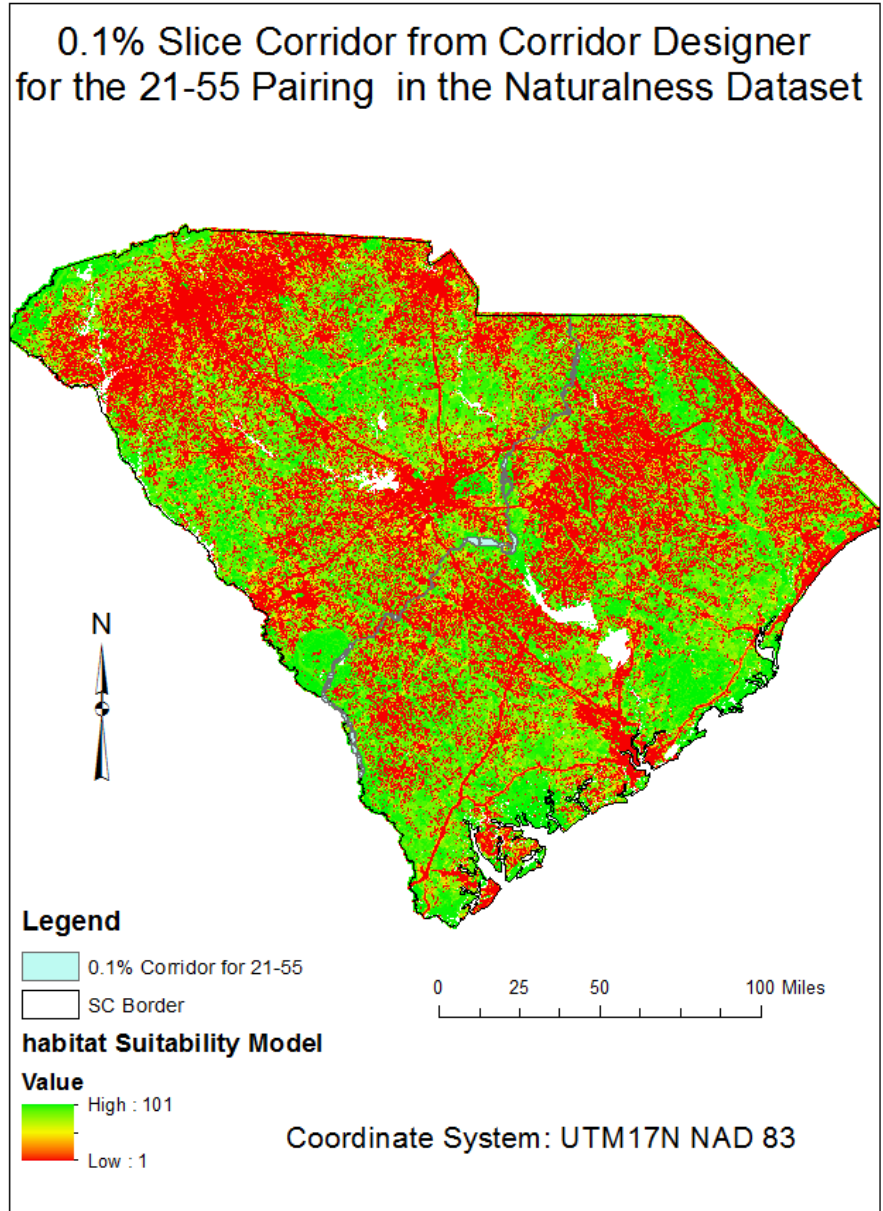 0.1% Slice Corridor from Corridor Designer
for the 21-55 Pairing in the Naturalness Dataset
N
Legend
0.1% Corridor for 21-55
SC Border
habitat Suitability Model
Value
High : 101
Low : 1
0 25 50 100 Miles
Coordinate System: UTM17N NAD 83